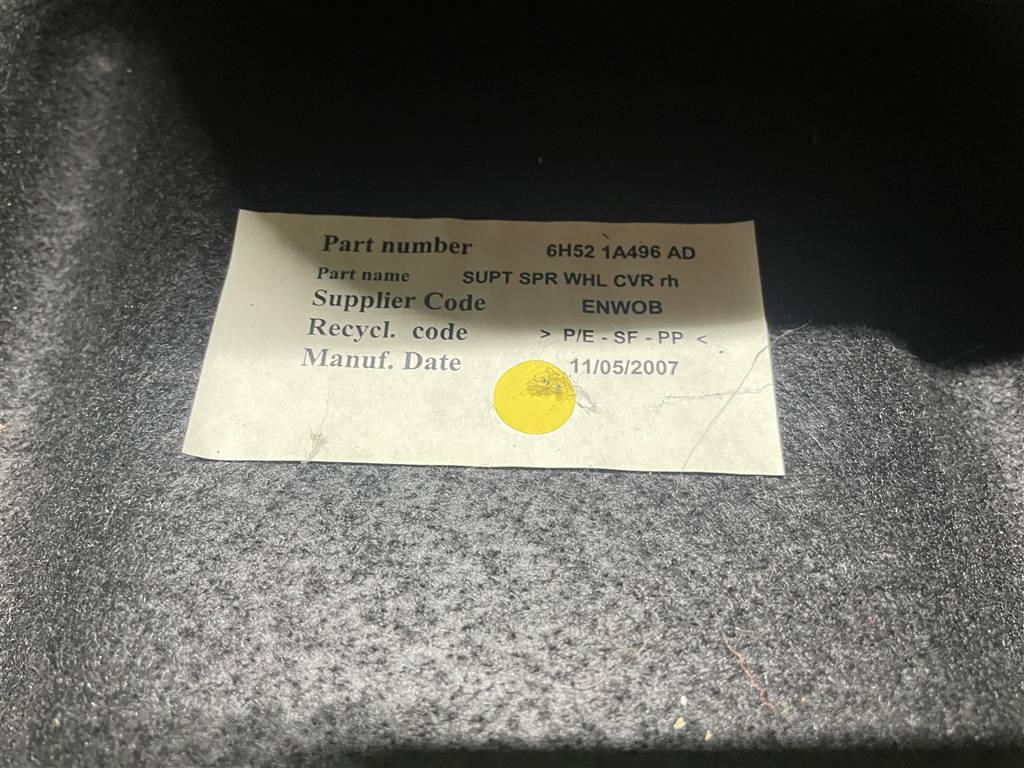 Part number 6H52 1A496 AD
Part name SUPT SPR WHL CVR rh
Supplier Code ENWOB
Recycl. code > P/E - SF - PP <
Manuf. Date 11/05/2007